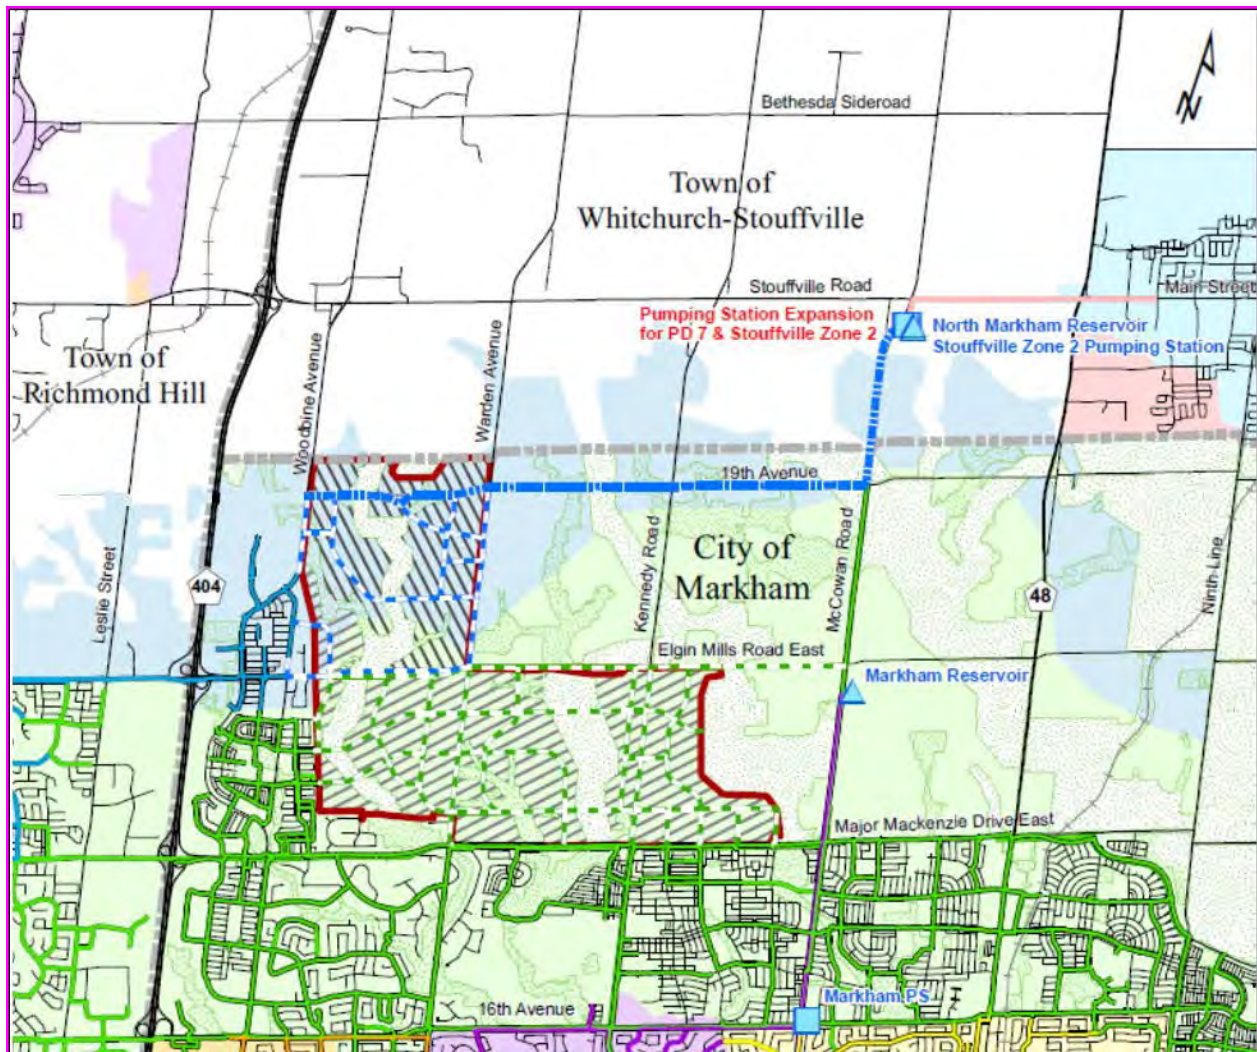 N
Bethesda Sideroad
Town of
Whitchurch-Stouffville
Stouffville Road
Main Street
Pumping Station Expansion
for PD 7 & Stouffville Zone 2
North Markham Reservoir
Stouffville Zone 2 Pumping Station
Town of
Richmond Hill
Woodbine Avenue
Warden Avenue
19th Avenue
Leslie Street
404
Kennedy Road
City of
Markham
McCowan Road
48
Ninth Line
Elgin Mills Road East
Markham Reservoir
Major Mackenzie Drive East
16th Avenue
Markham PS